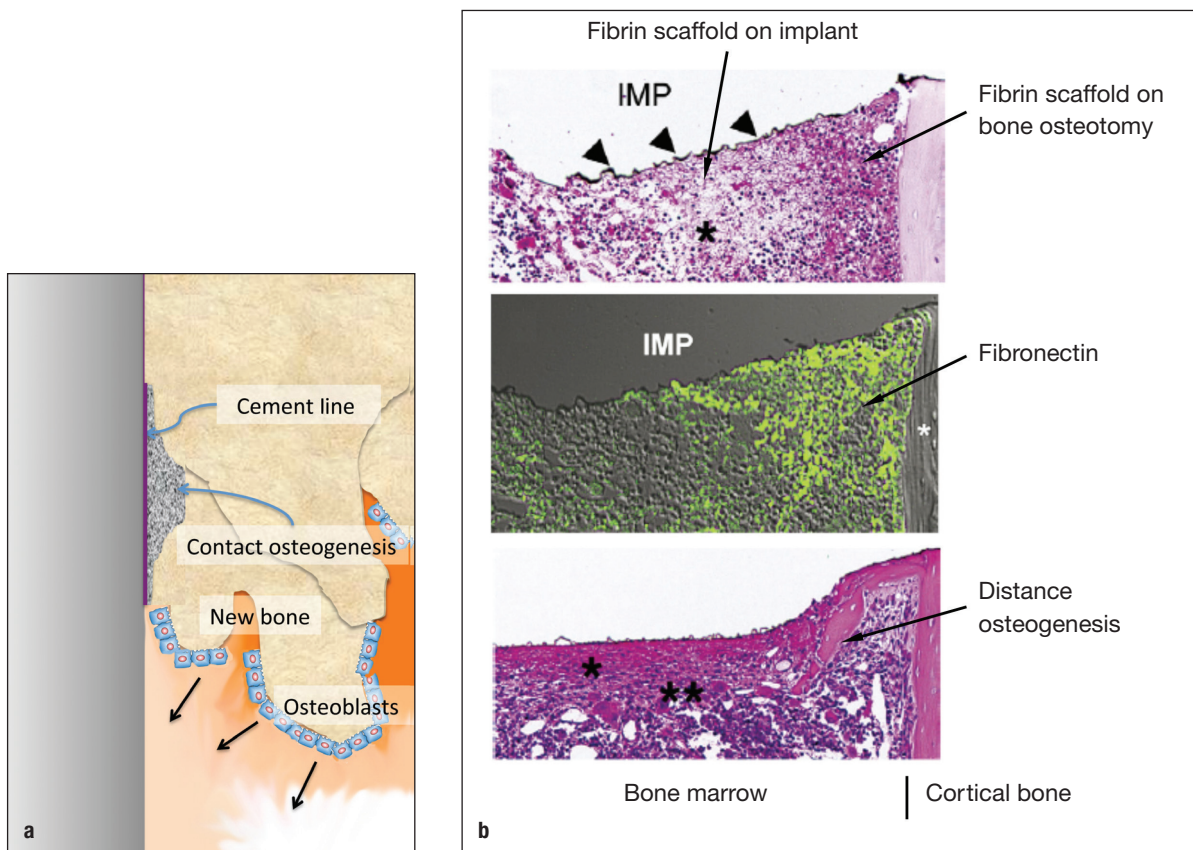 Cement line
Contact osteogenesis
New bone
Osteoblasts
a
Fibrin scaffold on implant
IMP
Fibrin scaffold on
bone osteotomy
*
IMP
Fibronectin
*
Distance
osteogenesis
*
**
Bone marrow
Cortical bone
b